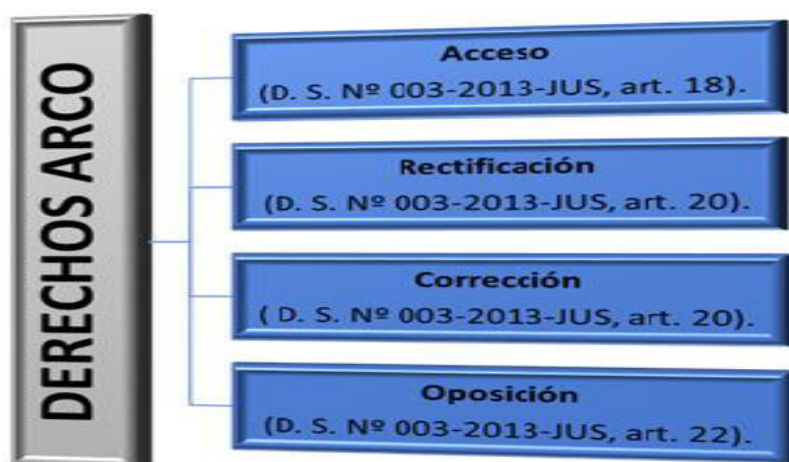 DERECHOS ARCO
Acceso
(D. S. Nº 003-2013-JUS, art. 18).
Rectificación
(D. S. Nº 003-2013-JUS, art. 20).
Corrección
( D. S. Nº 003-2013-JUS, art. 20).
Oposición
(D. S. Nº 003-2013-JUS, art. 22).